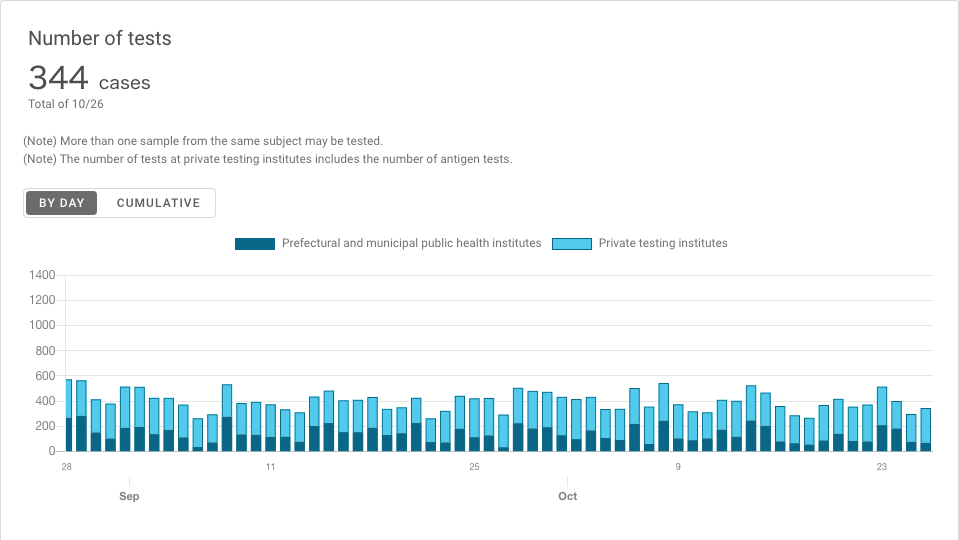 Number of tests
344 cases
Total of 10/26
(Note) More than one sample from the same subject may be tested.
(Note) The number of tests at private testing institutes includes the number of antigen tests.
BY DAY CUMULATIVE
Prefectural and municipal public health institutes Private testing institutes
1400
1200
1000
800
600
400
200
0
28 11 25 9 23
Sep Oct